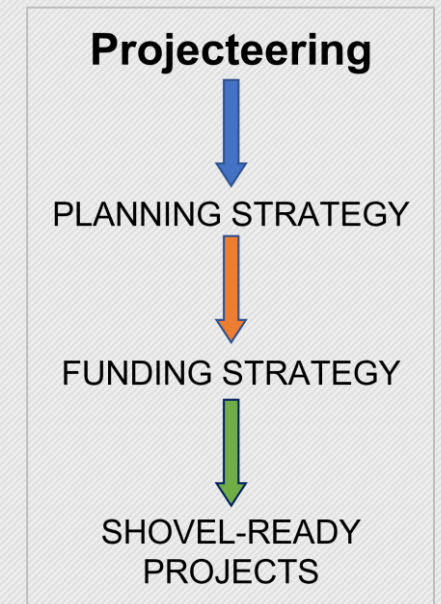 Projecteering
PLANNING STRATEGY
FUNDING STRATEGY
SHOVEL-READY
PROJECTS